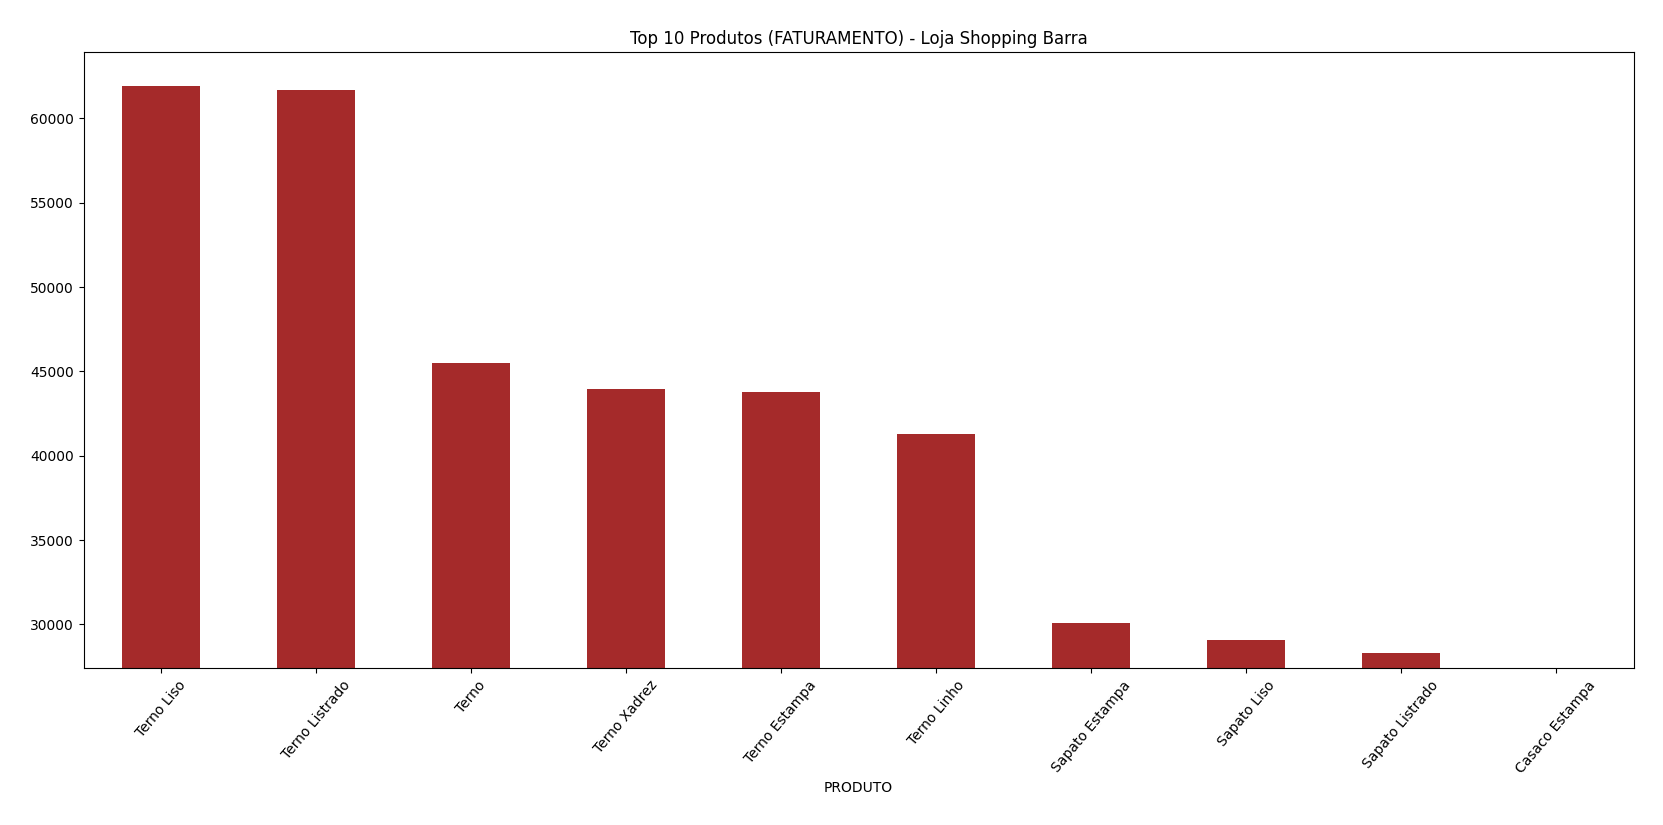 Top 10 Produtos (FATURAMENTO) - Loja Shopping Barra
60000
55000
50000
45000
40000
35000
30000
Terno Liso
Terno Listrado
Terno
Terno Xadrez
Terno Estampa
Terno Linho
Sapato Estampa
Sapato Liso
Sapato Listrado
Casaco Estampa
PRODUTO